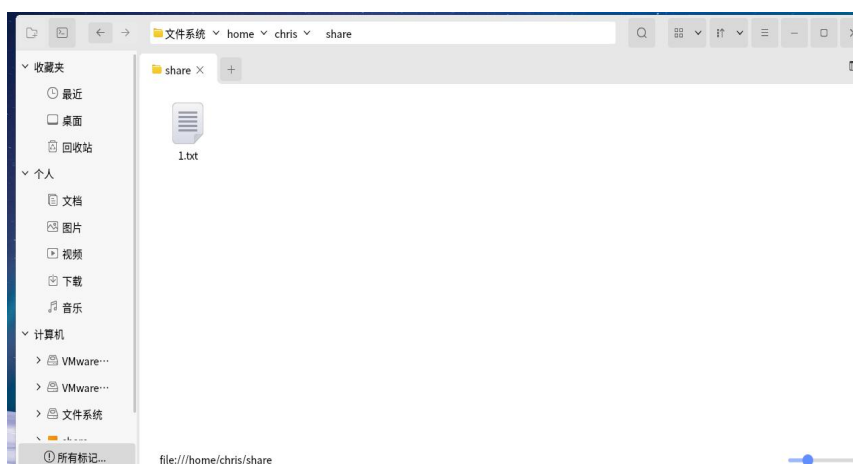 文件系统 home chris share
收藏夹
share
最近
桌面
回收站
1.txt
个人
文档
图片
视频
下载
音乐
计算机
VMware…
VMware…
文件系统
所有标记...
file:///home/chris/share